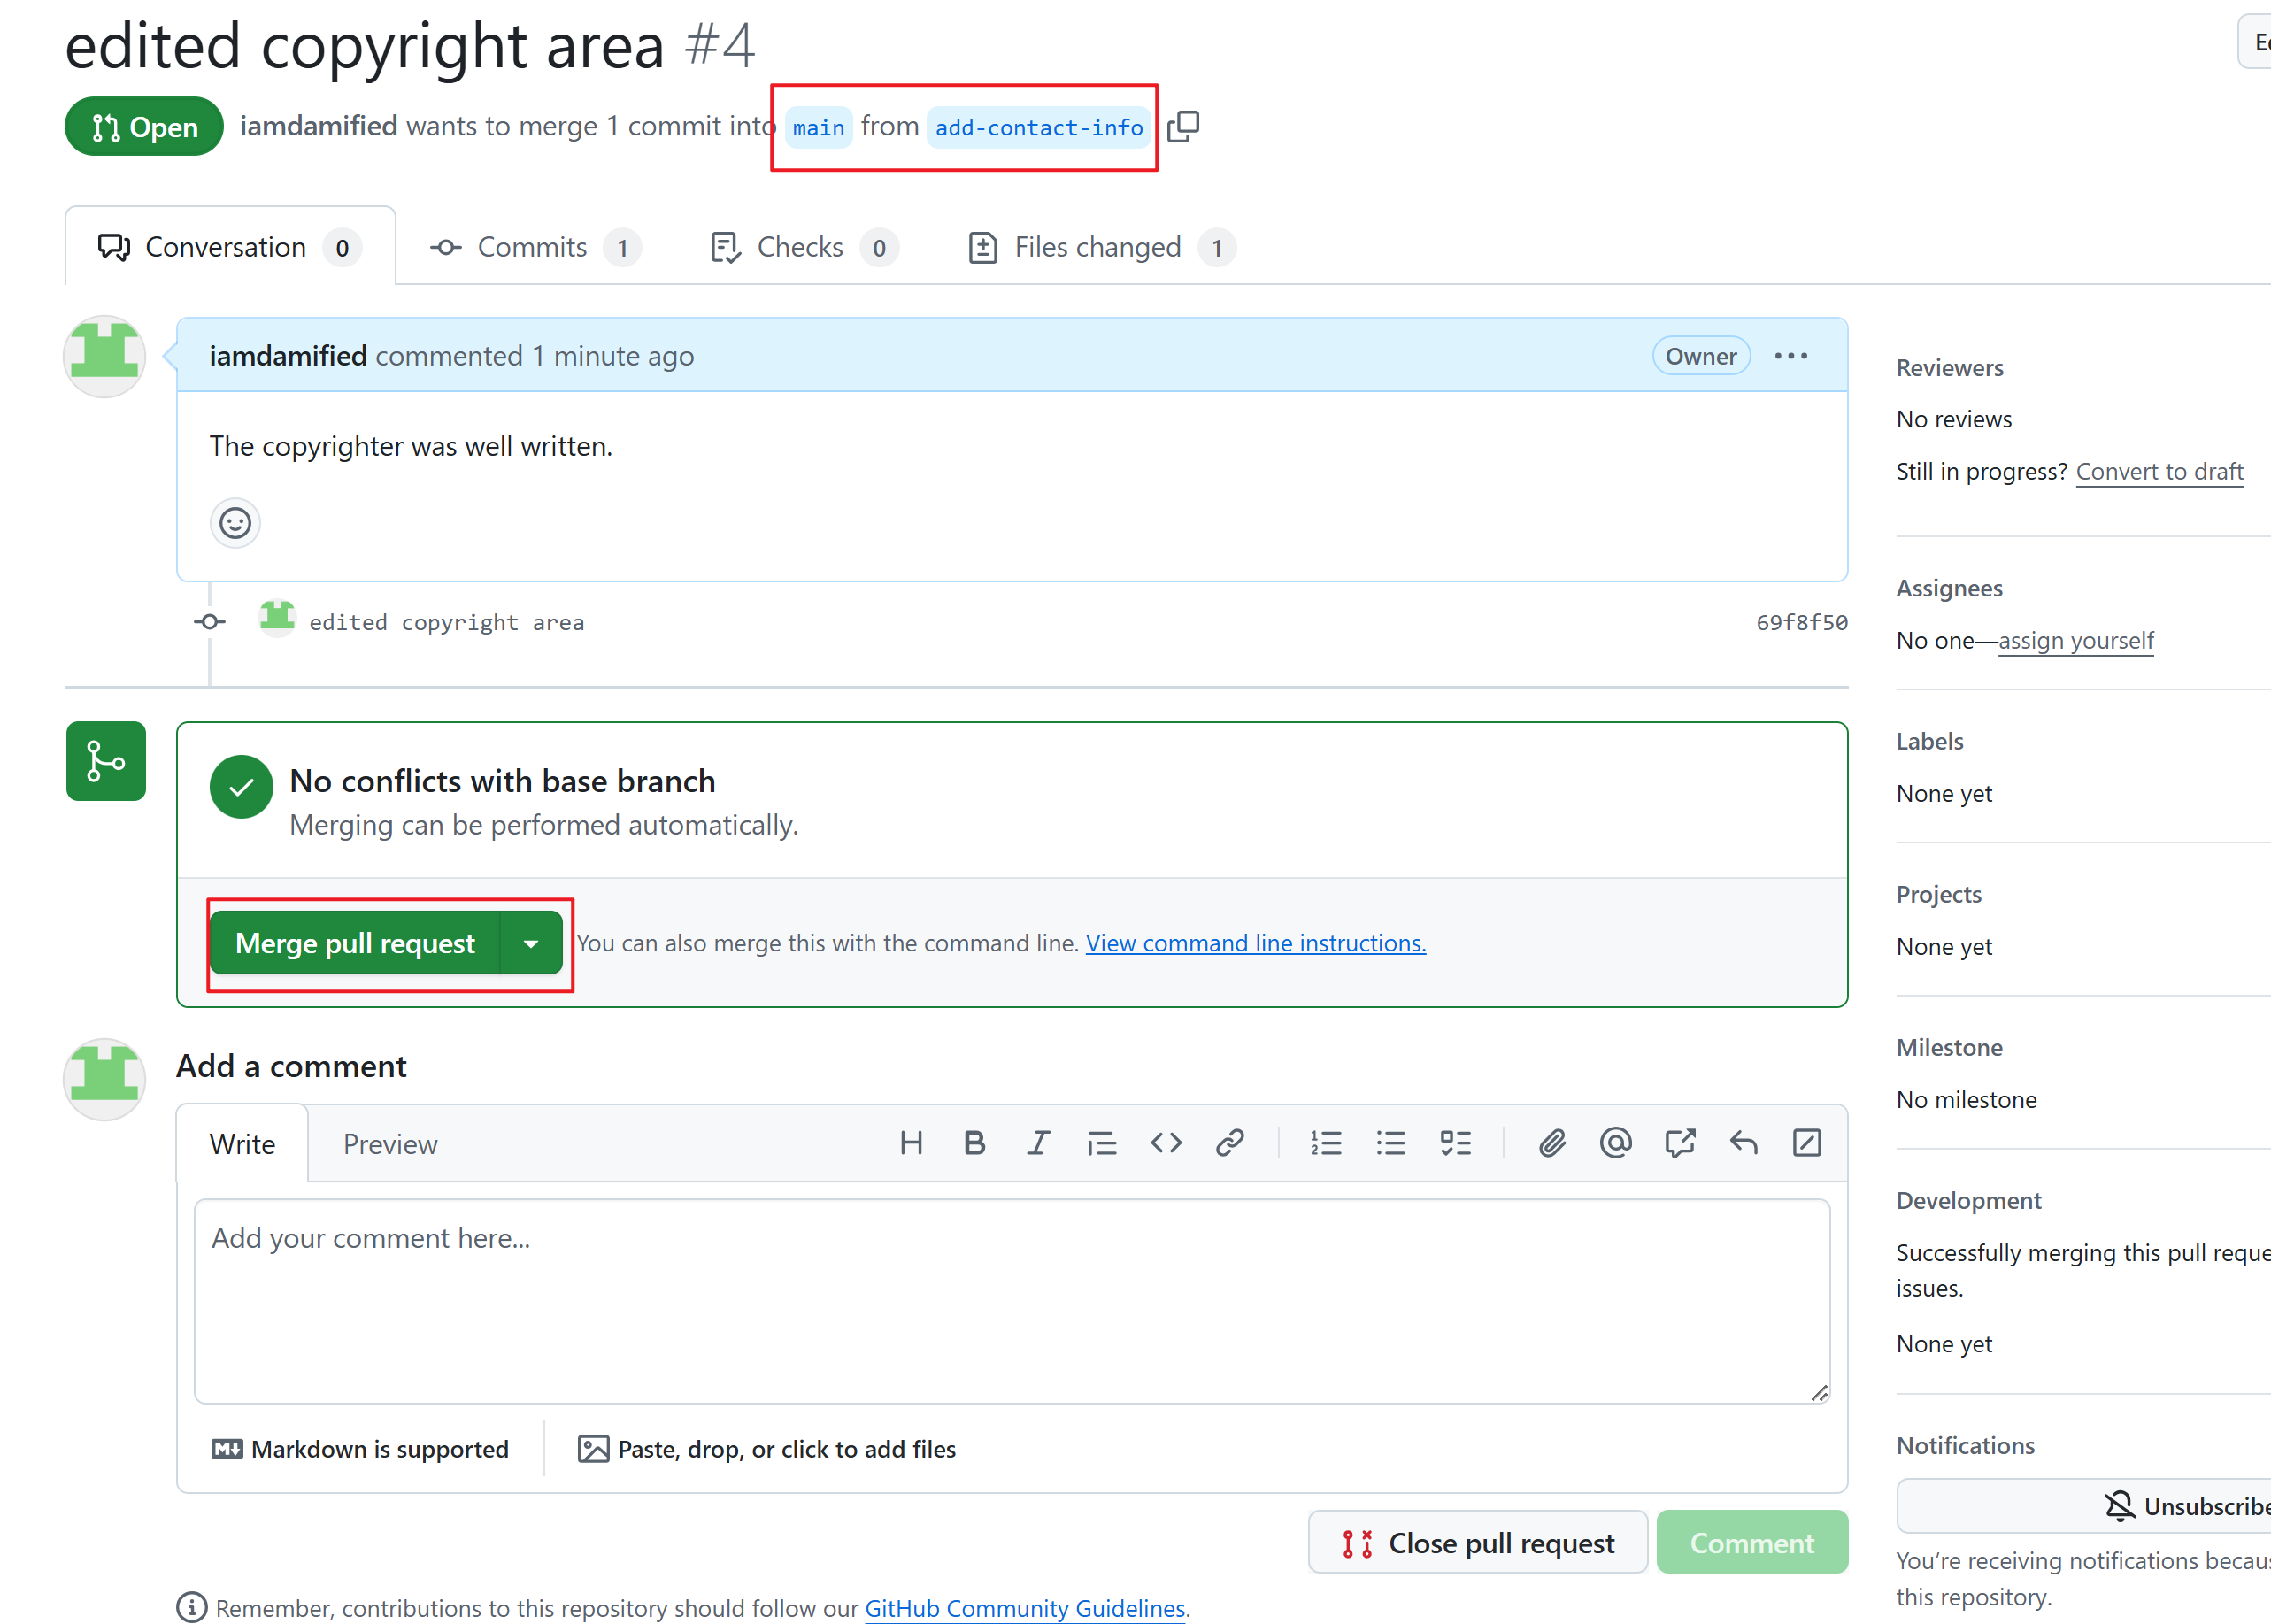 edited copyright area #4
Open iamdamified wants to merge 1 commit into main from add-contact-info
Conversation 0 Commits 1 Checks 0 Files changed 1
iamdamified commented 1 minute ago Owner
The copyrighter was well written.
edited copyright area 69f8f50
No conflicts with base branch
Merging can be performed automatically.
Merge pull request You can also merge this with the command line. View command line instructions.
Add a comment
Write Preview
Add your comment here...
Markdown is supported Paste, drop, or click to add files
Close pull request Comment
Remember, contributions to this repository should follow our GitHub Community Guidelines.
Reviewers
No reviews
Still in progress? Convert to draft
Assignees
No one—assign yourself
Labels
None yet
Projects
None yet
Milestone
No milestone
Development
Successfully merging this pull
issues.
None yet
Notifications
Unsubscribe
You’re receiving notifications
this repository.